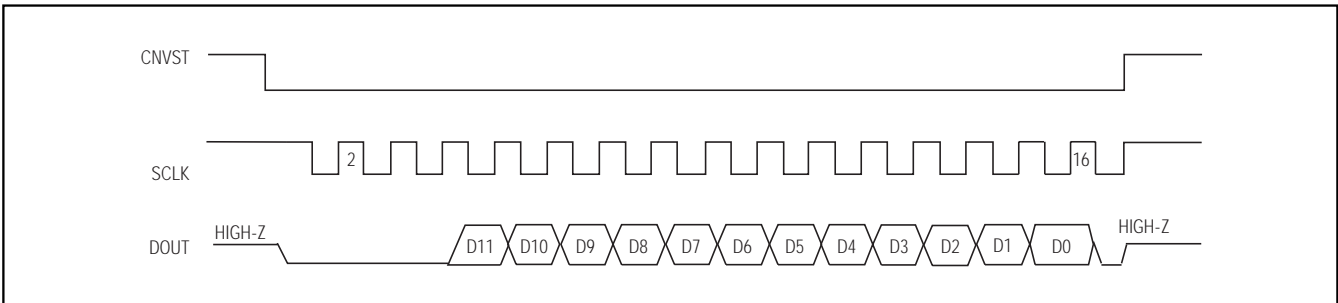 CNVST
2 16
SCLK
HIGH-Z HIGH-Z
DOUT D11 D10 D9 D8 D7 D6 D5 D4 D3 D2 D1 D0